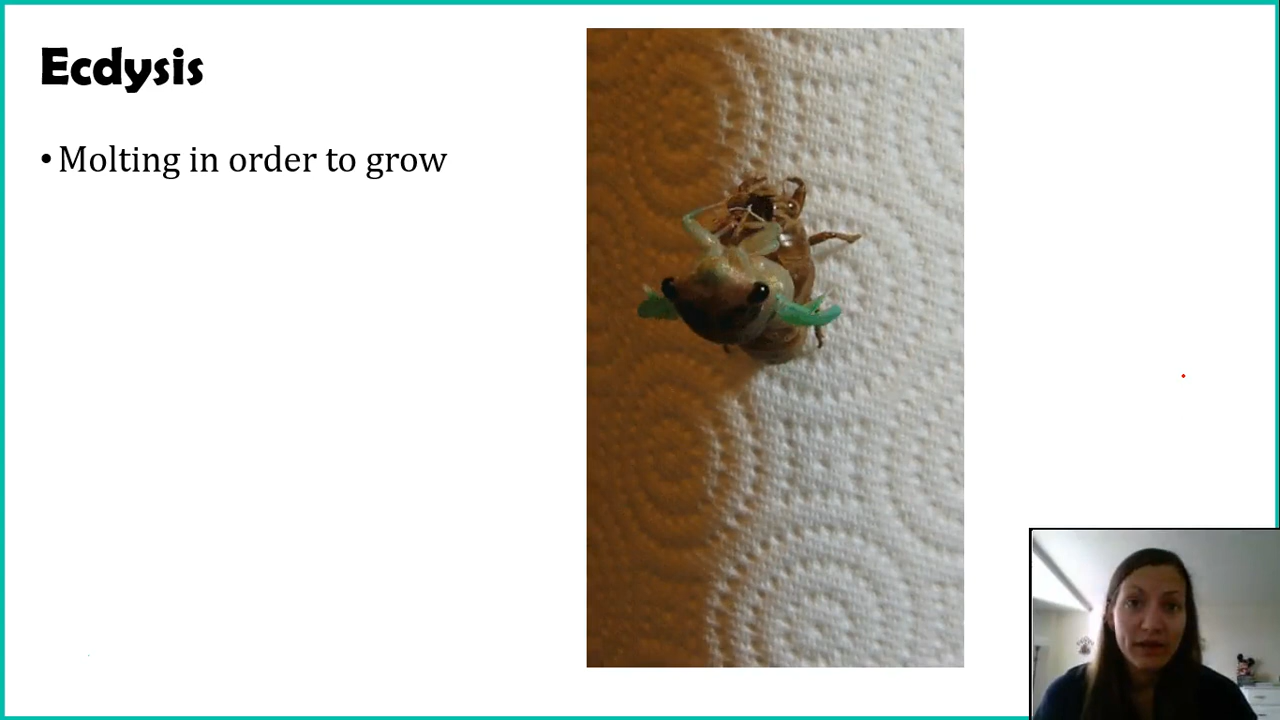 Ecdysis
• Molting in order to grow